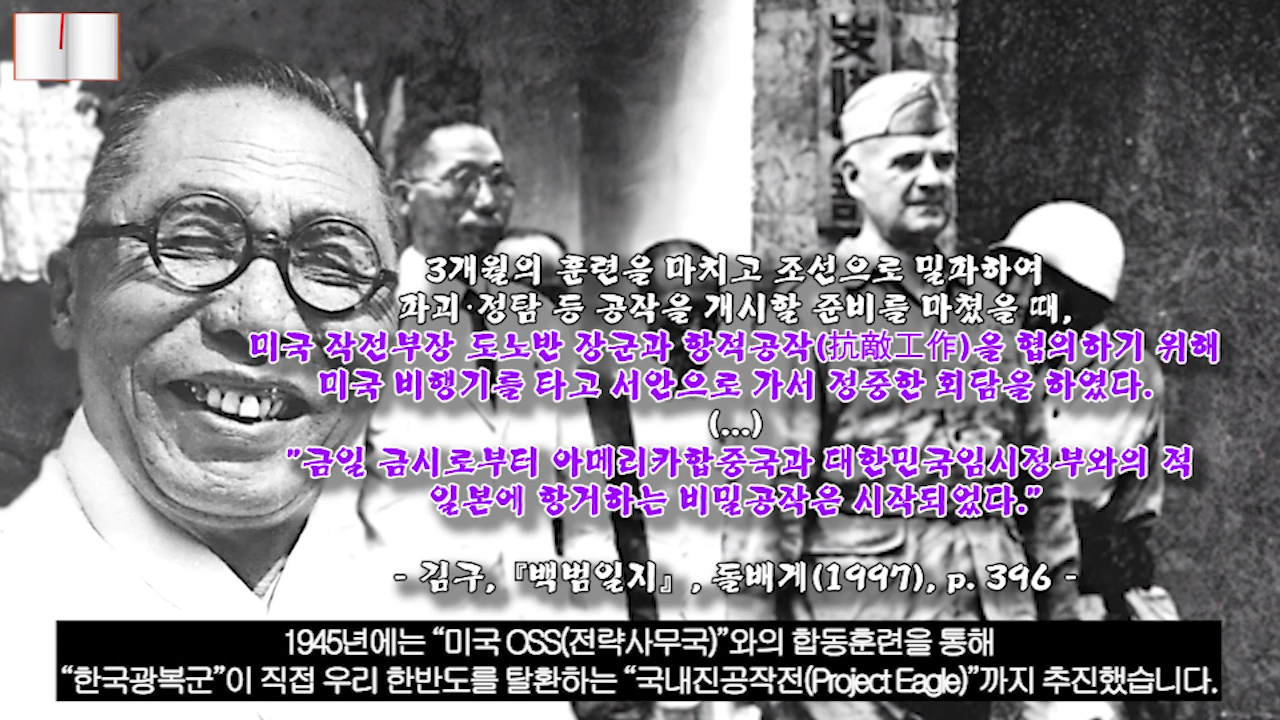 3개월의 훈련을 마치고 조선으로 밀파하여
파괴·정탐 등 공작을 개시할 준비를 마쳤을 때,
미국 작전부장 도노반 장군과 항적공작(抗敵工作)을 협의하기 위해
미국 비행기를 타고 서안으로 가서 정중한 회담을 하였다.
(...)
"금일 금시로부터 아메리카합중국과 대한민국임시정부와의 적
일본에 항거하는 비밀공작은 시작되었다."
- 김구,『백범일지』, 돌베게(1997), p. 396 -
1945년에는 “미국 OSS(전략사무국)”와의 합동훈련을 통해
“한국광복군”이 직접 우리 한반도를 탈환하는 “국내진공작전(Project Eagle)”까지 추진했습니다.